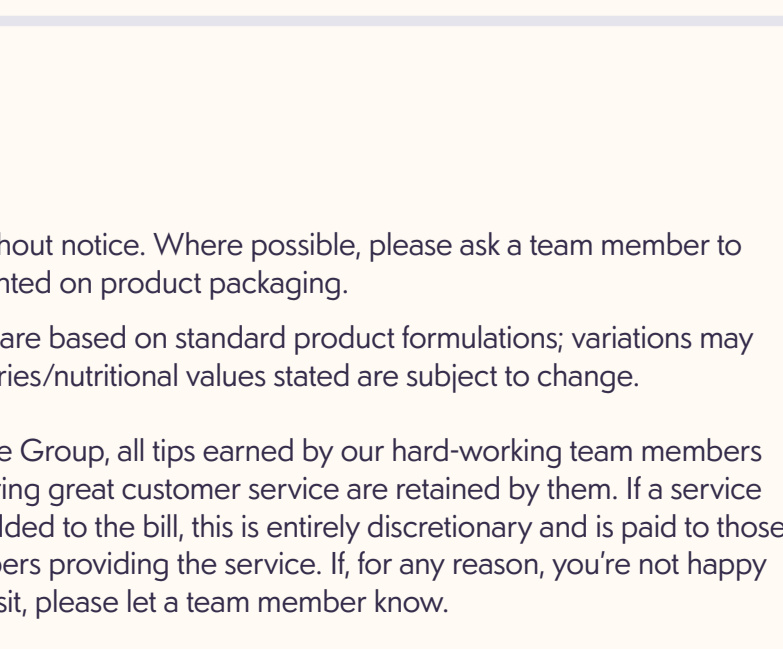 hout notice. Where possible, please ask a team member to
nted on product packaging.
are based on standard product formulations; variations may
ries/nutritional values stated are subject to change.
e Group, all tips earned by our hard-working team members
ing great customer service are retained by them. If a service
dded to the bill, this is entirely discretionary and is paid to those
bers providing the service. If, for any reason, you’re not happy
sit, please let a team member know.